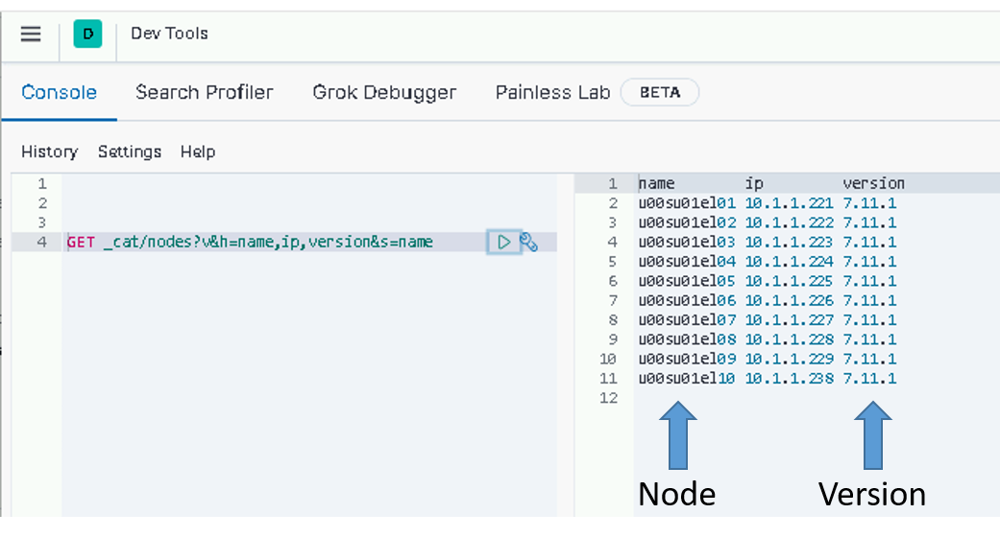 D Dev Tools
Console Search Profiler Grok Debugger Painless Lab BETA
History Settings Help
1
2
3
4 GET _cat/nodes?v&h=name,ip,version&s=name
1 name ip version
2 u00su01el01 10.1.1.221 7.11.1
3 u00su01el02 10.1.1.222 7.11.1
4 u00su01el03 10.1.1.223 7.11.1
5 u00su01el04 10.1.1.224 7.11.1
6 u00su01el05 10.1.1.225 7.11.1
7 u00su01el06 10.1.1.226 7.11.1
8 u00su01el07 10.1.1.227 7.11.1
9 u00su01el08 10.1.1.228 7.11.1
10 u00su01el09 10.1.1.229 7.11.1
11 u00su01el10 10.1.1.238 7.11.1
12
Node Version